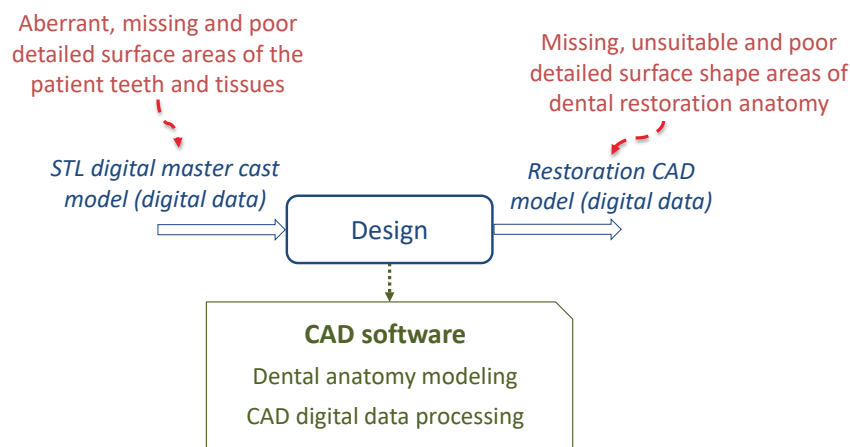 Aberrant, missing and poor
detailed surface areas of the
patient teeth and tissues
Missing, unsuitable and poor
detailed surface shape areas of
dental restoration anatomy
STL digital master cast
model (digital data)
Restoration CAD
model (digital data)
Design
CAD software
Dental anatomy modeling
CAD digital data processing